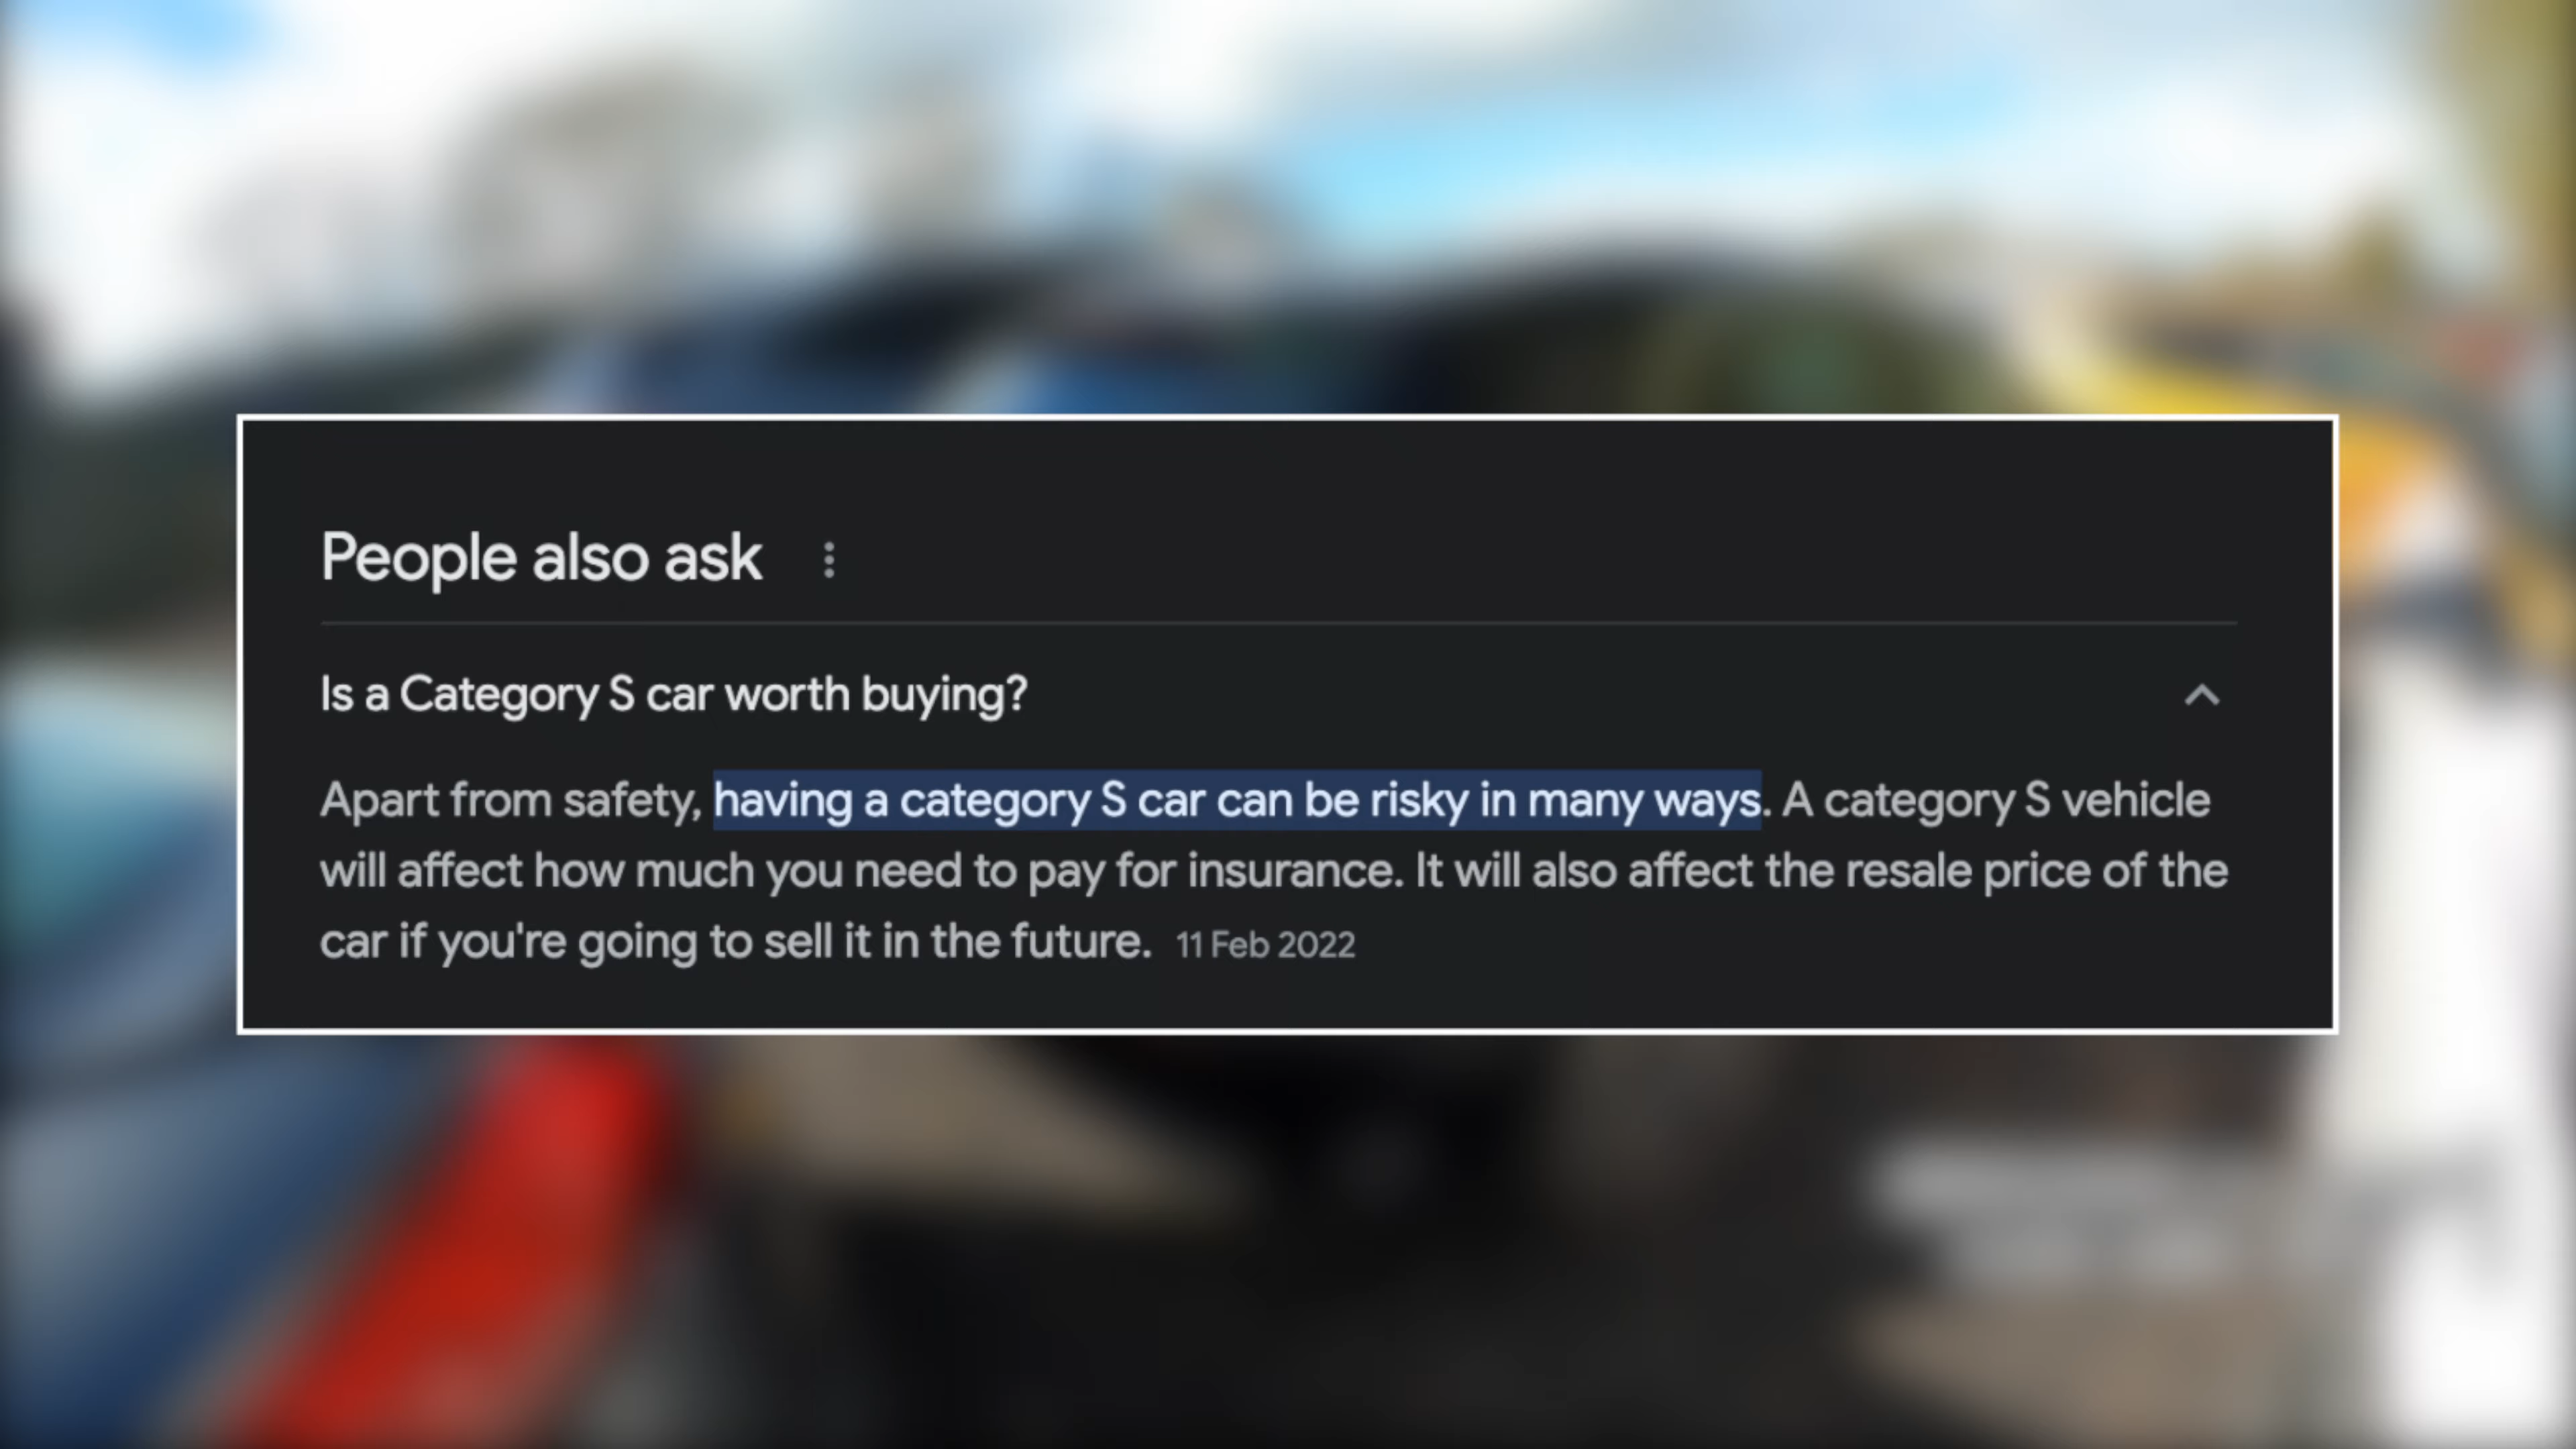 People also ask
Is a Category S car worth buying?
Apart from safety, having a category S car can be risky in many ways. A category S vehicle
will affect how much you need to pay for insurance. It will also affect the resale price of the
car if you're going to sell it in the future. 11 Feb 2022